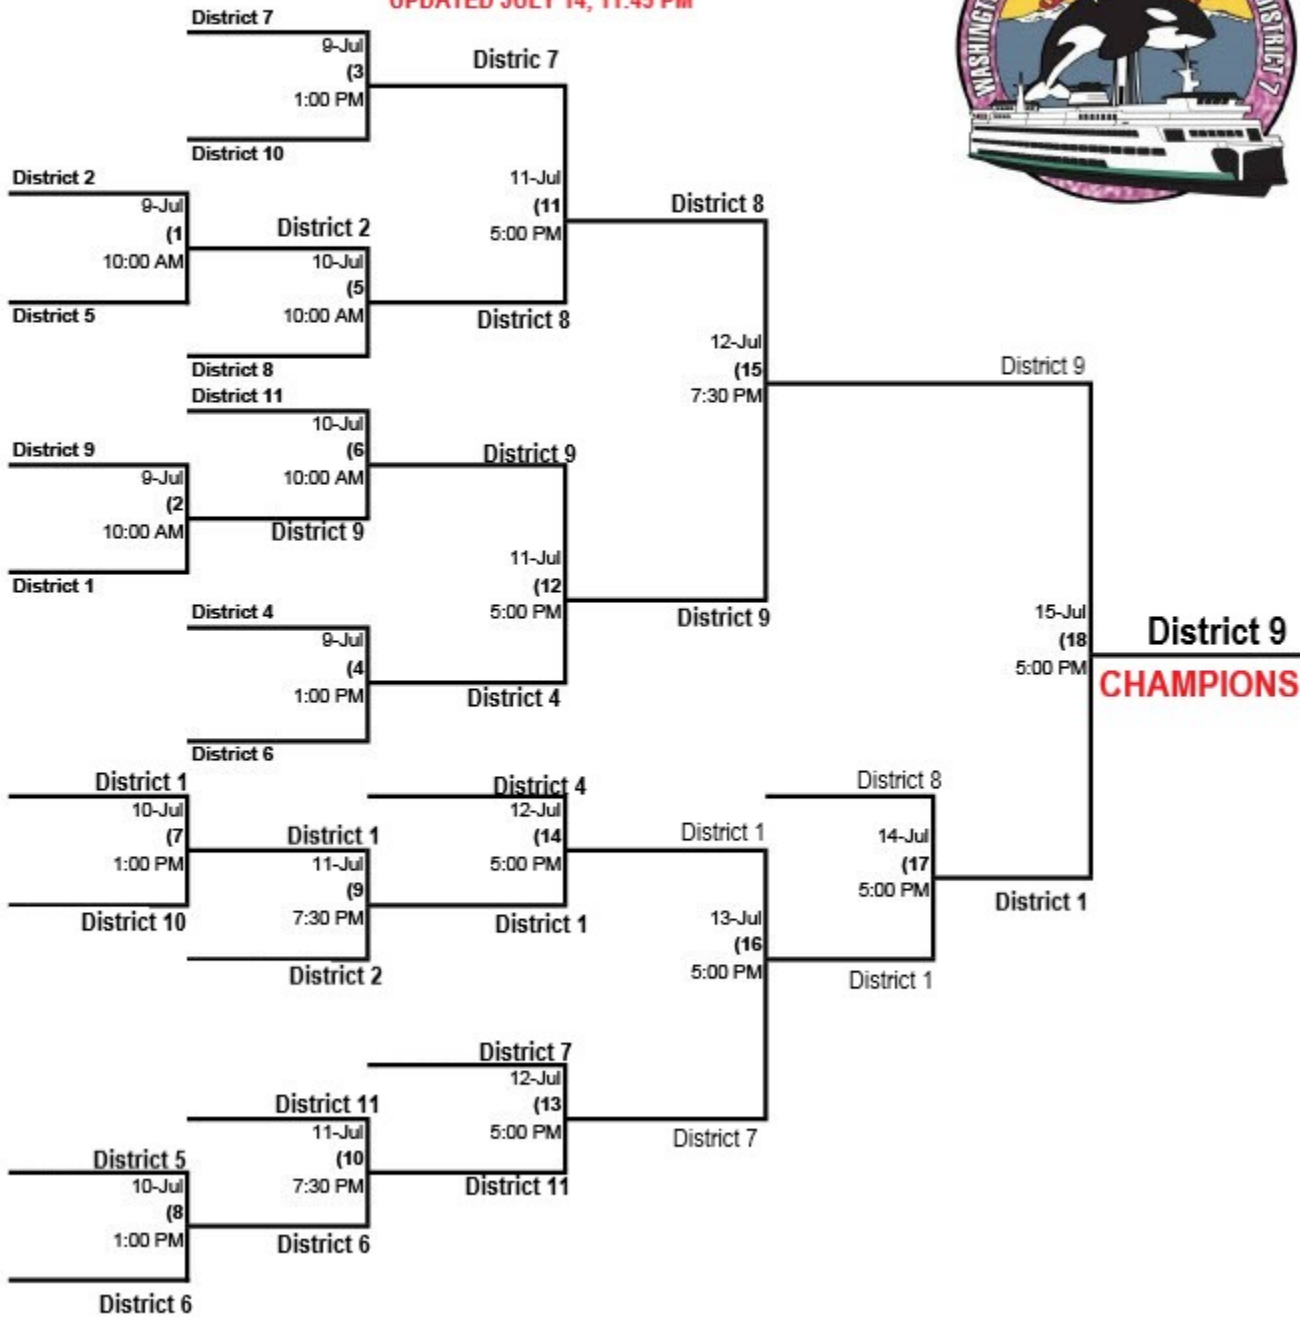 UPDATED JULY 14, 11:45 PM
WASHINGT
DISTRICT 7
District 7
9-Jul
(3
1:00 PM
District 10
Distric 7
District 2
9-Jul
(1
10:00 AM
District 5
District 2
10-Jul
(5
10:00 AM
District 8
11-Jul
(11
5:00 PM
District 8
District 8
District 11
10-Jul
(6
10:00 AM
District 9
District 9
9-Jul
(2
10:00 AM
District 1
District 9
11-Jul
(12
5:00 PM
District 9
District 4
9-Jul
(4
1:00 PM
District 6
District 4
12-Jul
(15
7:30 PM
District 9
15-Jul
(18
5:00 PM
District 9
CHAMPIONS
District 1
10-Jul
(7
1:00 PM
District 10
District 1
11-Jul
(9
7:30 PM
District 2
District 4
12-Jul
(14
5:00 PM
District 1
District 1
13-Jul
(16
5:00 PM
District 8
14-Jul
(17
5:00 PM
District 1
District 1
District 7
12-Jul
(13
5:00 PM
District 11
District 7
District 11
11-Jul
(10
7:30 PM
District 6
District 5
10-Jul
(8
1:00 PM
District 6